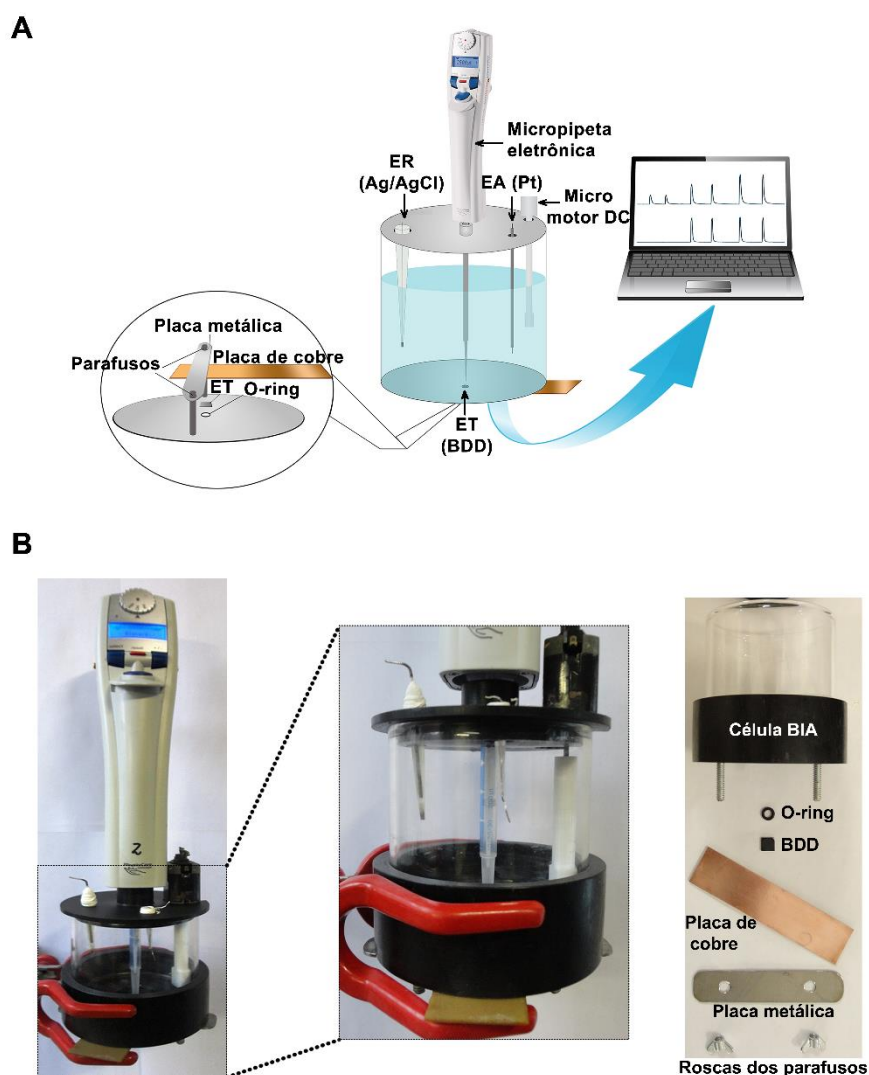 A
Micropipeta
eletrônica
ER
(Ag/AgCl)
EA (Pt)
Micro
motor DC
Placa metálica
Placa de cobre
Parafusos
ET
O-ring
ET
(BDD)
B
Célula BIA
O-ring
BDD
Placa de
cobre
Placa metálica
Roscas dos parafusos
2